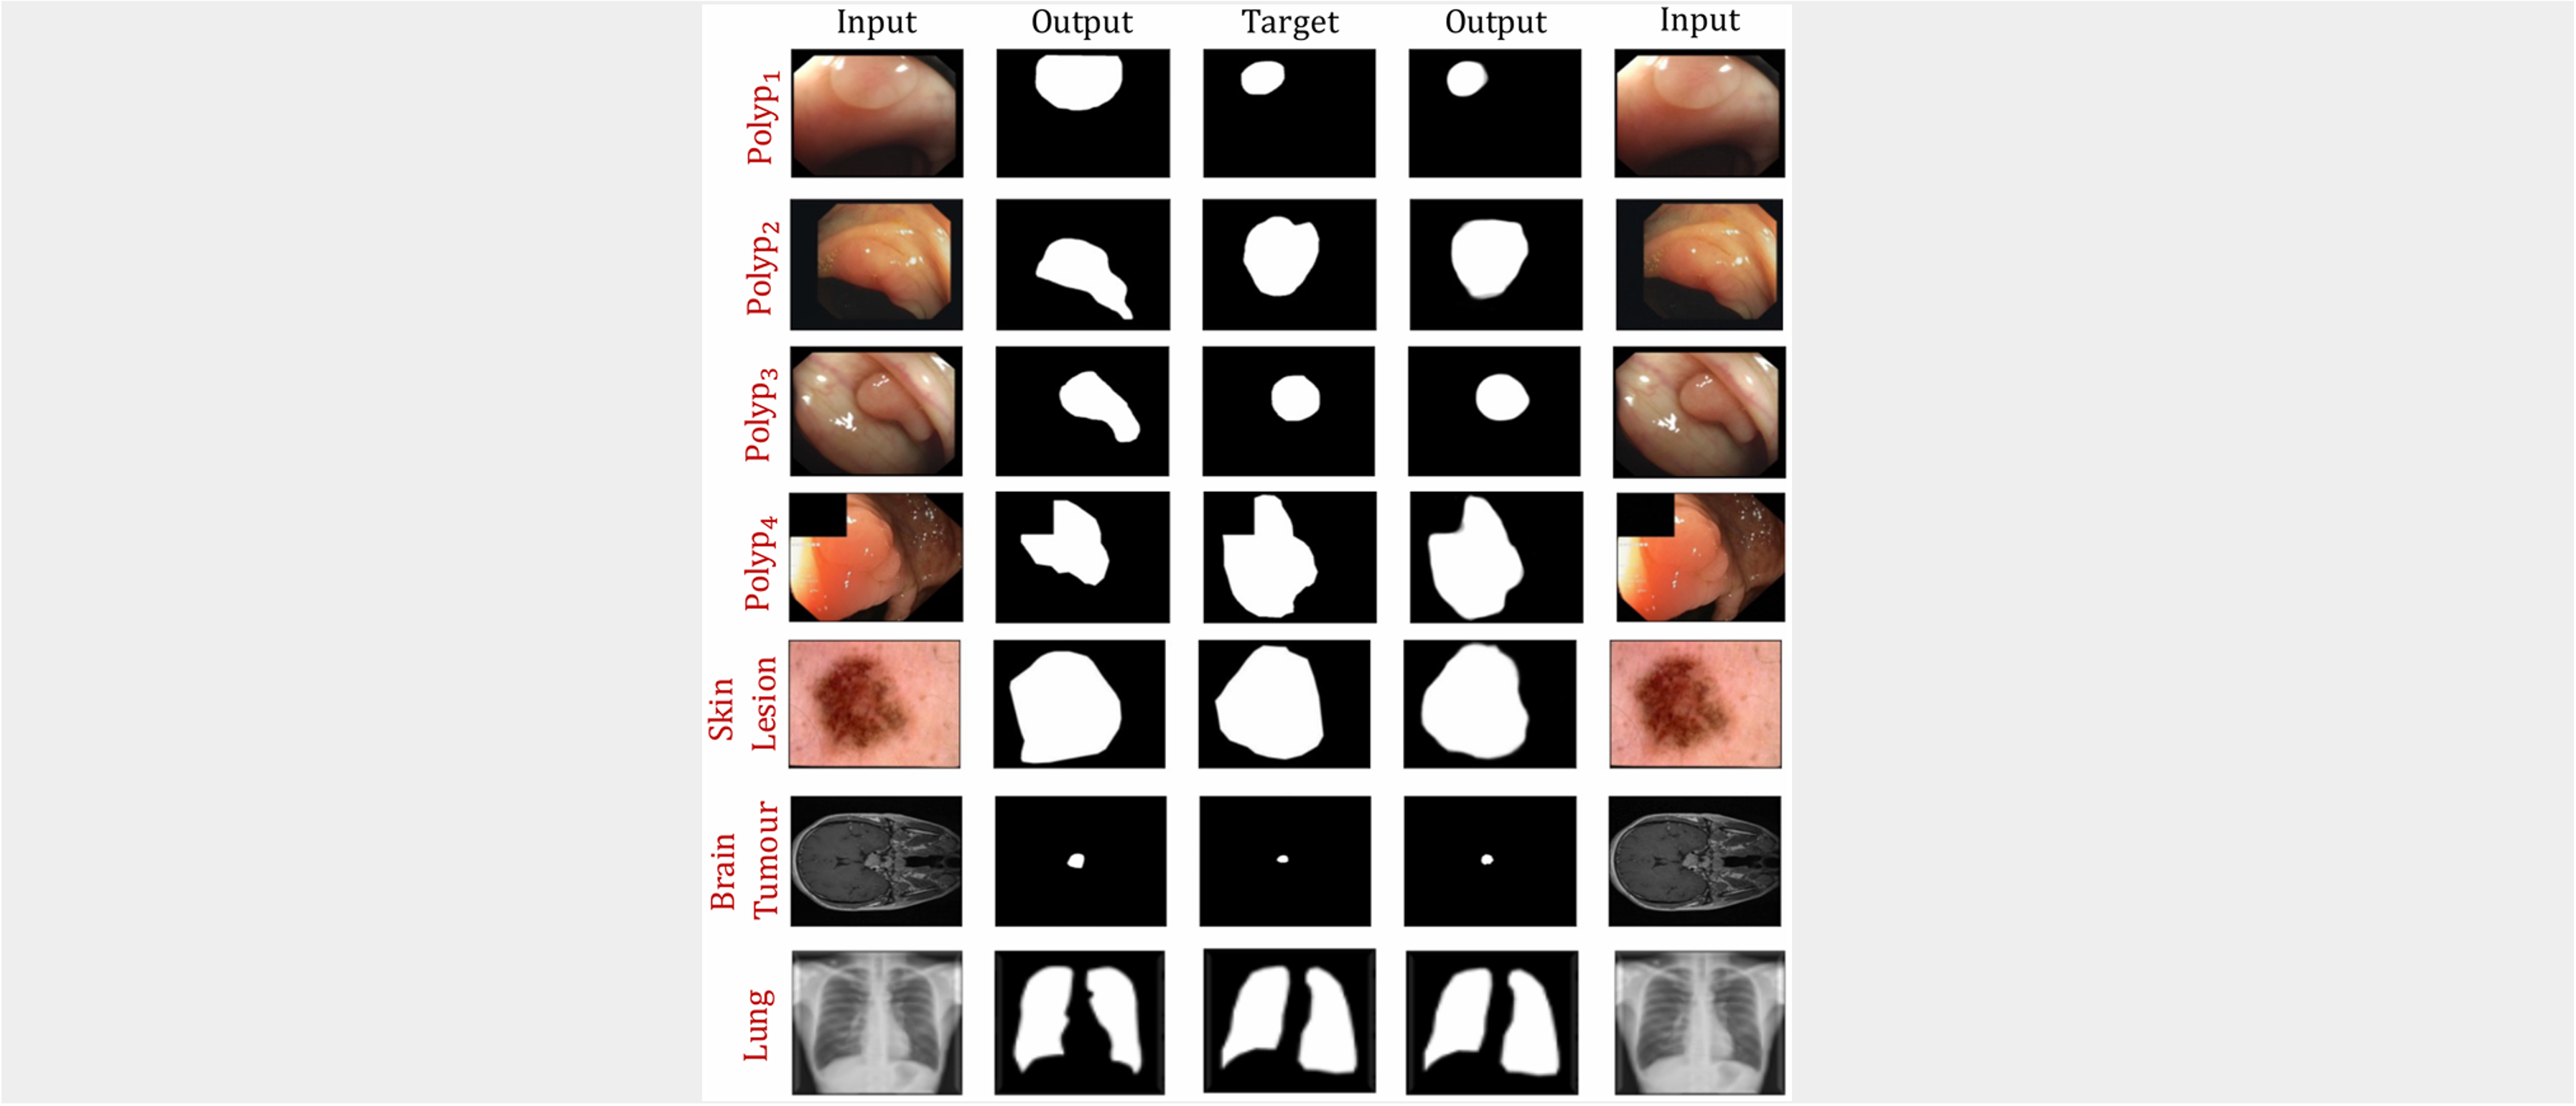 Input Output Target Output Input
Polyp₁
Polyp₂
Polyp₃
Polyp₄
Skin
Lesion
Brain
Tumour
Lung